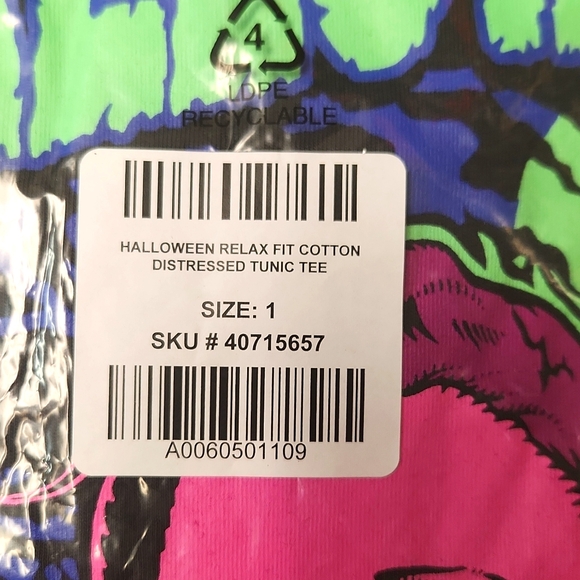 4
LDPE
RECYCLABLE
HALLOWEEN RELAX FIT COTTON
DISTRESSED TUNIC TEE
SIZE: 1
SKU # 40715657
A0060501109